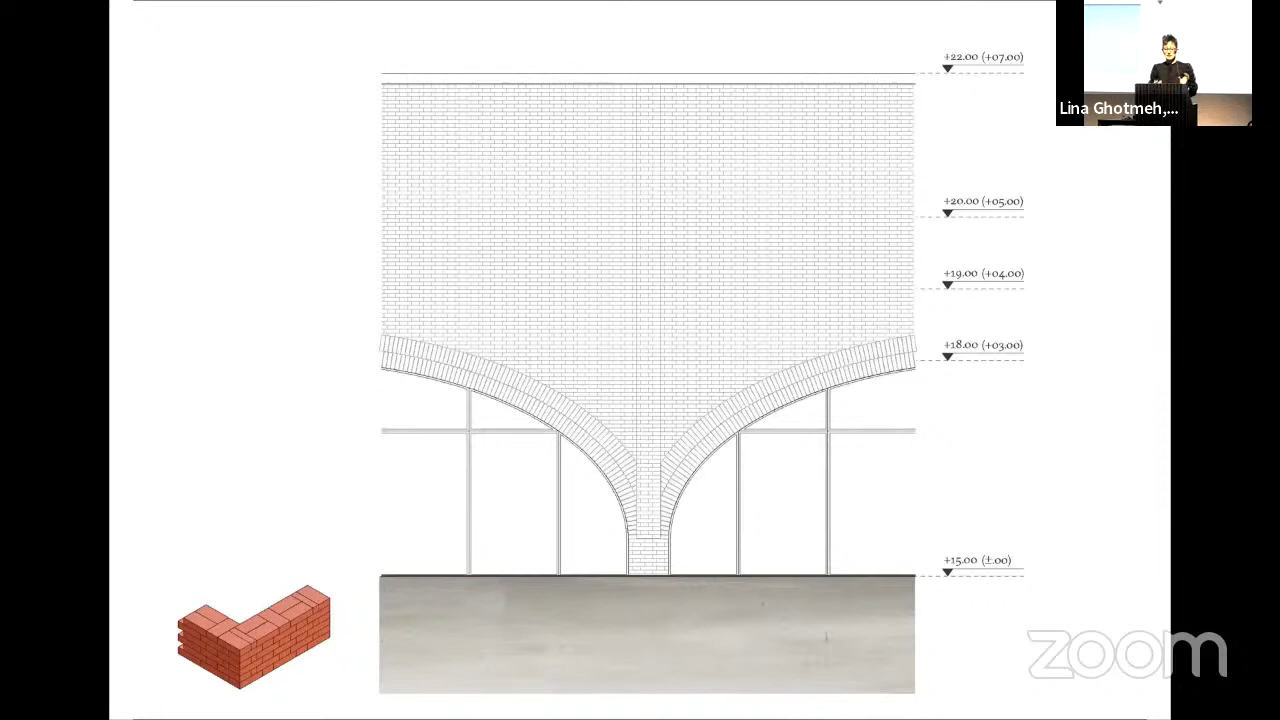 +22.00 (+07.00)
Lina Ghotmeh,...
+20.00 (+05.00)
+19.00 (+04.00)
+18.00 (+03.00)
+15.00 (±.00)
zoom